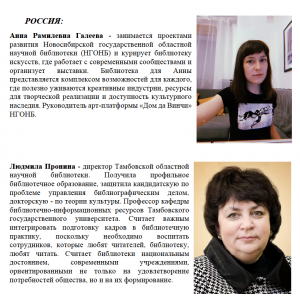 РОССИЯ:
Анна Рамилевна Галеева - занимается проектами
развития Новосибирской государственной областной
научной библиотеки (НГОНБ) и курирует библиотеку
искусств, где работает с современными сообществами и
организует выставки. Библиотека для Анны
представляется комплексом возможностей для каждого,
где полезно уживаются креативные индустрии, ресурсы
для творческой реализации и доступность культурного
наследия. Руководитель арт-платформы «Дом да Винчи»
НГОНБ.
Людмила Пронина - директор Тамбовской областной
научной библиотеки. Получила профильное
библиотечное образование, защитила кандидатскую по
проблеме управления библиографическим делом,
докторскую - по теории культуры. Профессор кафедры
библиотечно-информационных ресурсов Тамбовского
государственного университета. Считает важным
интегрировать подготовку кадров в библиотечную
практику, поскольку необходимо воспитать
сотрудников, которые любят читателей, библиотеку,
любят читать. Считает библиотеки национальным
достоянием, современными учреждениями,
ориентированными не только на удовлетворение
потребностей общества, но и на их формирование.